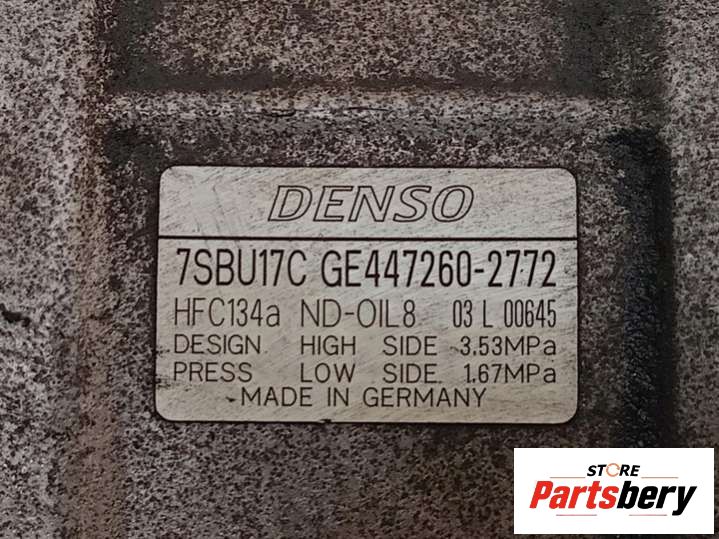 DENSO
7SBU17C GE447260-2772
HFC134a ND-OIL8 03 L 00645
DESIGN HIGH SIDE 3.53MPa
PRESS LOW SIDE 1.67MPa
MADE IN GERMANY
STORE
Partsbery